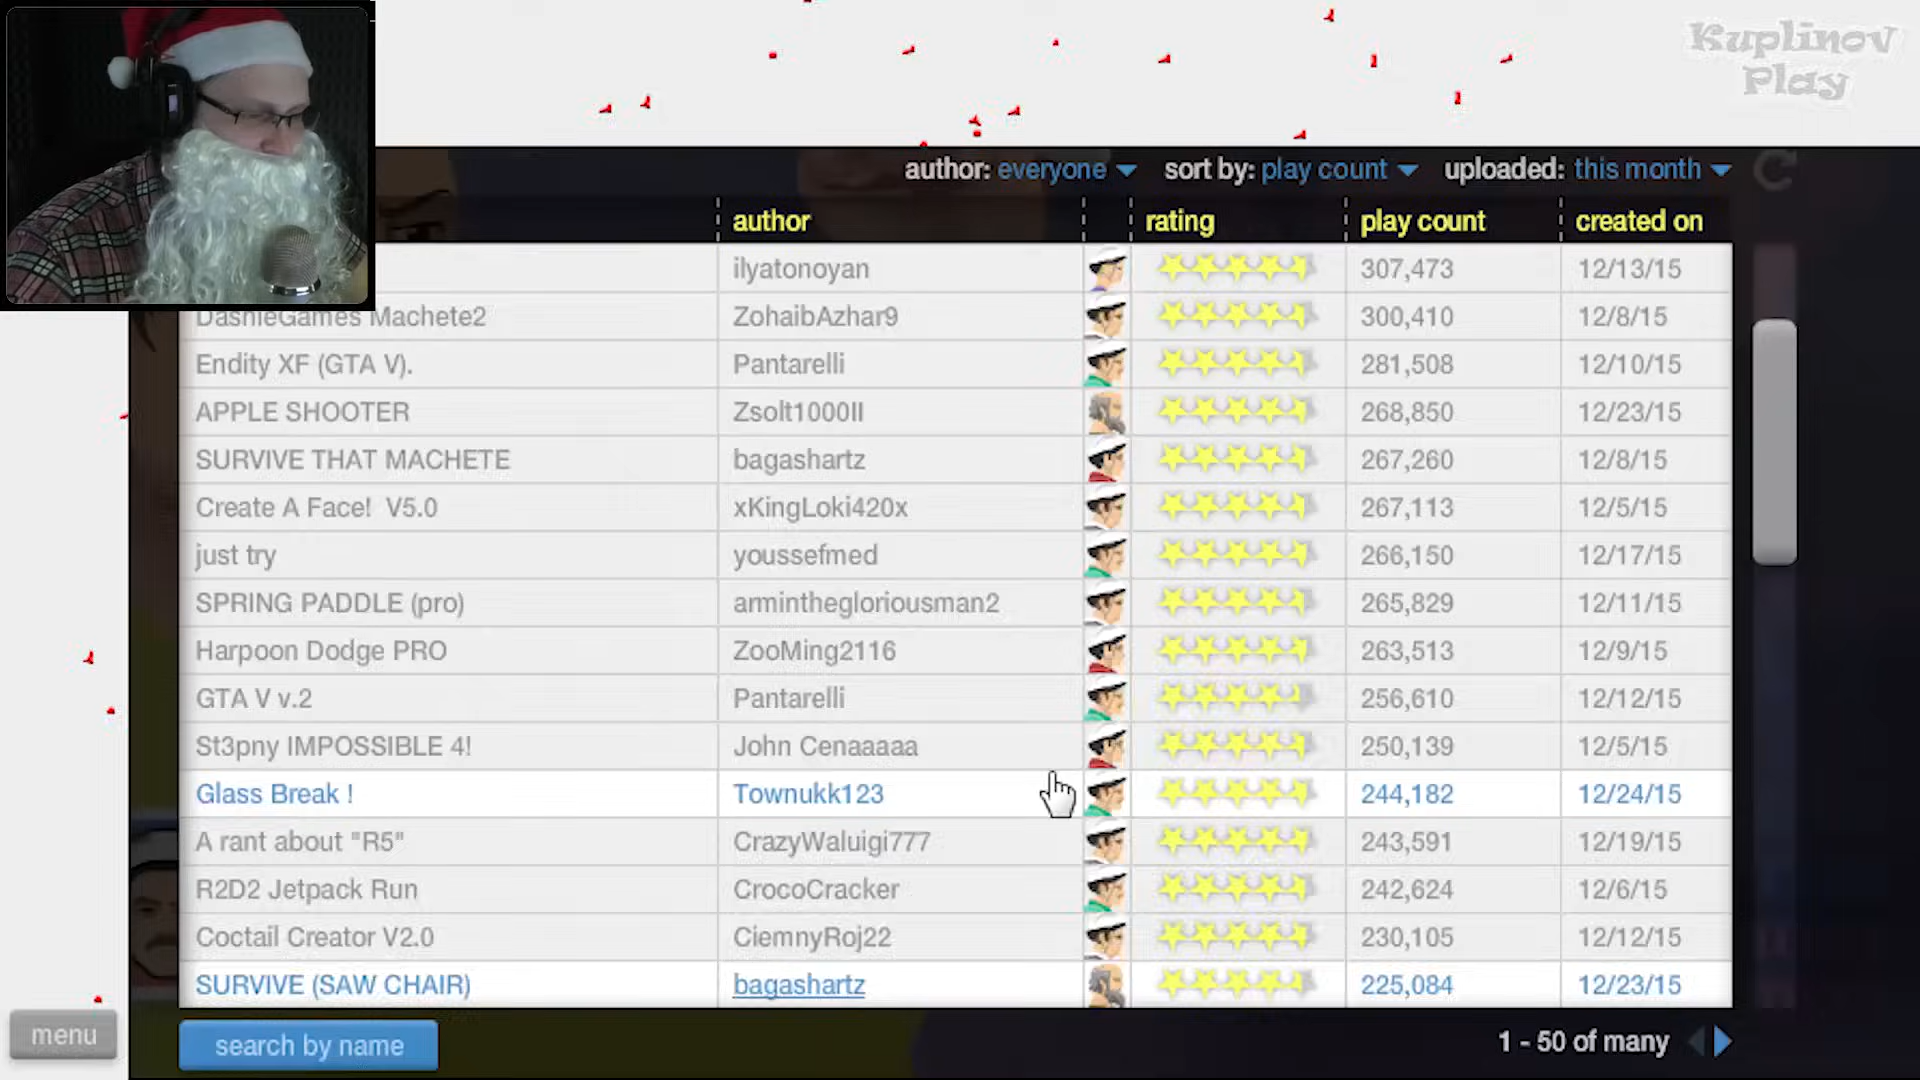 Kuplinov
Play
author: everyone sort by: play count uploaded: this month
author rating play count created on
ilyatonoyan 307,473 12/13/15
DashieGames Machete2 ZohaibAzhar9 300,410 12/8/15
Endity XF (GTA V). Pantarelli 281,508 12/10/15
APPLE SHOOTER Zsolt1000II 268,850 12/23/15
SURVIVE THAT MACHETE bagashartz 267,260 12/8/15
Create A Face! V5.0 xKingLoki420x 267,113 12/5/15
just try youssefmed 266,150 12/17/15
SPRING PADDLE (pro) arminthegloriousman2 265,829 12/11/15
Harpoon Dodge PRO ZooMing2116 263,513 12/9/15
GTA V v.2 Pantarelli 256,610 12/12/15
St3pny IMPOSSIBLE 4! John Cenaaaaa 250,139 12/5/15
Glass Break ! Townukk123 244,182 12/24/15
A rant about "R5" CrazyWaluigi777 243,591 12/19/15
R2D2 Jetpack Run CrocoCracker 242,624 12/6/15
Coctail Creator V2.0 CiemnyRoj22 230,105 12/12/15
SURVIVE (SAW CHAIR) bagashartz 225,084 12/23/15
menu search by name 1 - 50 of many